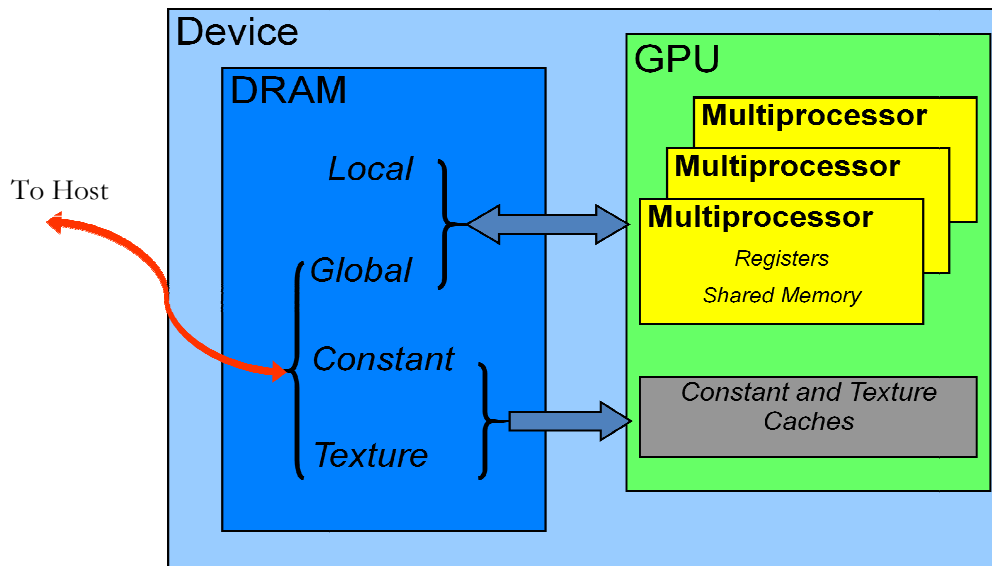 Device
GPU
DRAM
Multiprocessor
Multiprocessor
Multiprocessor
Registers
Shared Memory
Local
Global
Constant
Texture
To Host
Constant and Texture
Caches